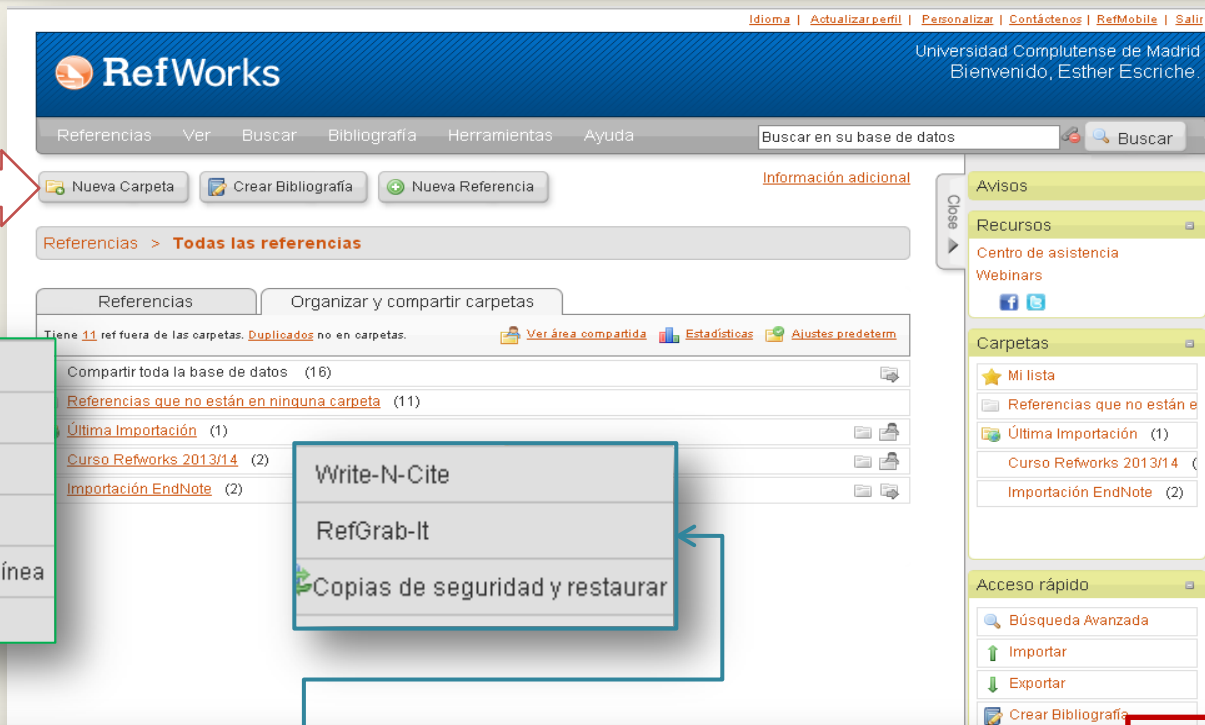 Idioma | Actualizar perfil | Personalizar | Contáctenos | RefMobile | Salir
Universidad Complutense de Madrid
Bienvenido, Esther Escriche.
RefWorks
Referencias Ver Buscar Bibliografía Herramientas Ayuda
Buscar en su base de datos
Buscar
Nueva Carpeta
Crear Bibliografía
Nueva Referencia
Información adicional
Close
Referencias > Todas las referencias
Referencias
Organizar y compartir carpetas
Tiene 11 ref fuera de las carpetas. Duplicados no en carpetas.
Ver área compartida
Estadísticas
Ajustes predeterm
Compartir toda la base de datos (16)
Referencias que no están en ninguna carpeta (11)
Última Importación (1)
Curso Refworks 2013/14 (2)
Importación EndNote (2)
ínea
Write-N-Cite
RefGrab-It
Copias de seguridad y restaurar
Avisos
Recursos
Centro de asistencia
Webinars
Carpetas
Mi lista
Referencias que no están e
Última Importación (1)
Curso Refworks 2013/14 (
Importación EndNote (2)
Acceso rápido
Búsqueda Avanzada
Importar
Exportar
Crear Bibliografía